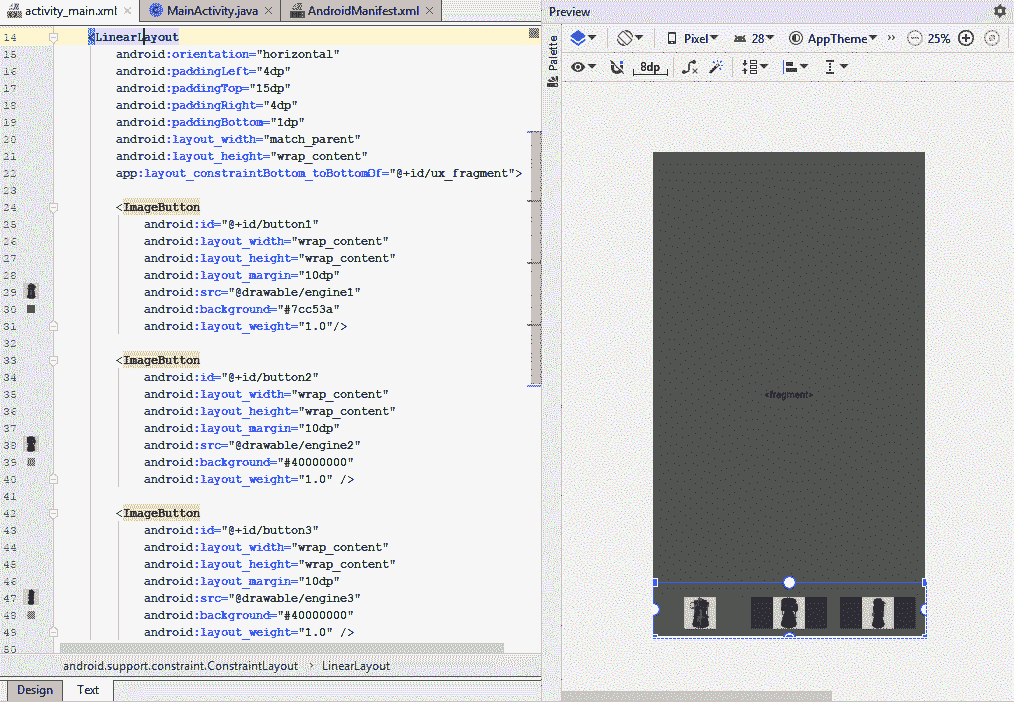 activity_main.xml × MainActivity.java × AndroidManifest.xml ×
14 <LinearLayout
15 android:orientation="horizontal"
16 android:paddingLeft="4dp"
17 android:paddingTop="15dp"
18 android:paddingRight="4dp"
19 android:paddingBottom="1dp"
20 android:layout_width="match_parent"
21 android:layout_height="wrap_content"
22 app:layout_constraintBottom_toBottomOf="@+id/ux_fragment">
23
24 <ImageButton
25 android:id="@+id/button1"
26 android:layout_width="wrap_content"
27 android:layout_height="wrap_content"
28 android:layout_margin="10dp"
29 android:src="@drawable/engine1"
30 android:background="#7cc53a"
31 android:layout_weight="1.0"/>
32
33 <ImageButton
34 android:id="@+id/button2"
35 android:layout_width="wrap_content"
36 android:layout_height="wrap_content"
37 android:layout_margin="10dp"
38 android:src="@drawable/engine2"
39 android:background="#40000000"
40 android:layout_weight="1.0" />
41
42 <ImageButton
43 android:id="@+id/button3"
44 android:layout_width="wrap_content"
45 android:layout_height="wrap_content"
46 android:layout_margin="10dp"
47 android:src="@drawable/engine3"
48 android:background="#40000000"
49 android:layout_weight="1.0" />
50
android.support.constraint.ConstraintLayout › LinearLayout
Design Text
Preview
Palette
Pixel 28 AppTheme » 25%
8dp
<fragment>